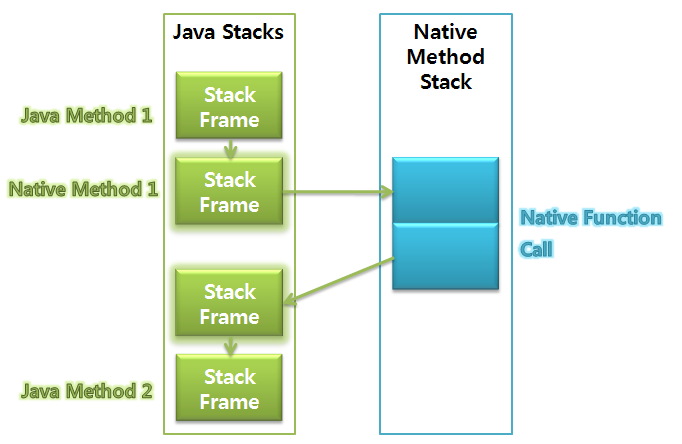 Java Stacks
Native
Method
Stack
Stack
Frame
Java Method 1
Stack
Frame
Native Method 1
Native Function
Call
Stack
Frame
Stack
Frame
Java Method 2